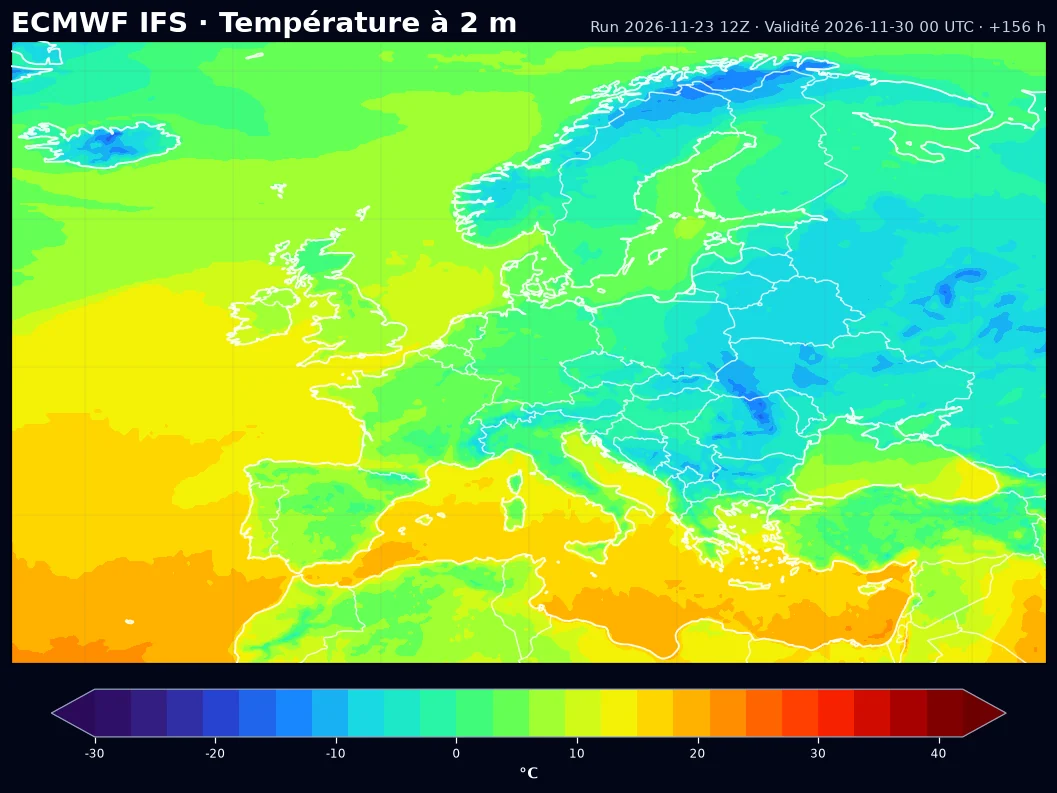 ECMWF IFS · Température à 2 m
Run 2026-11-23 12Z · Validité 2026-11-30 00 UTC · +156 h
-30 -20 -10 0 10 20 30 40
°C